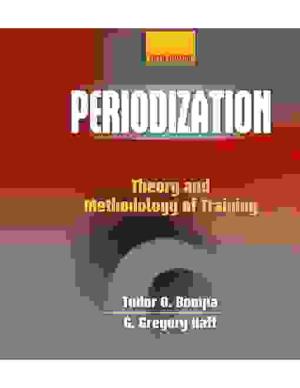 PERIODIZATION
Theory and
Methodology of Training
Tudor O. Bompa
G. Gregory Haff